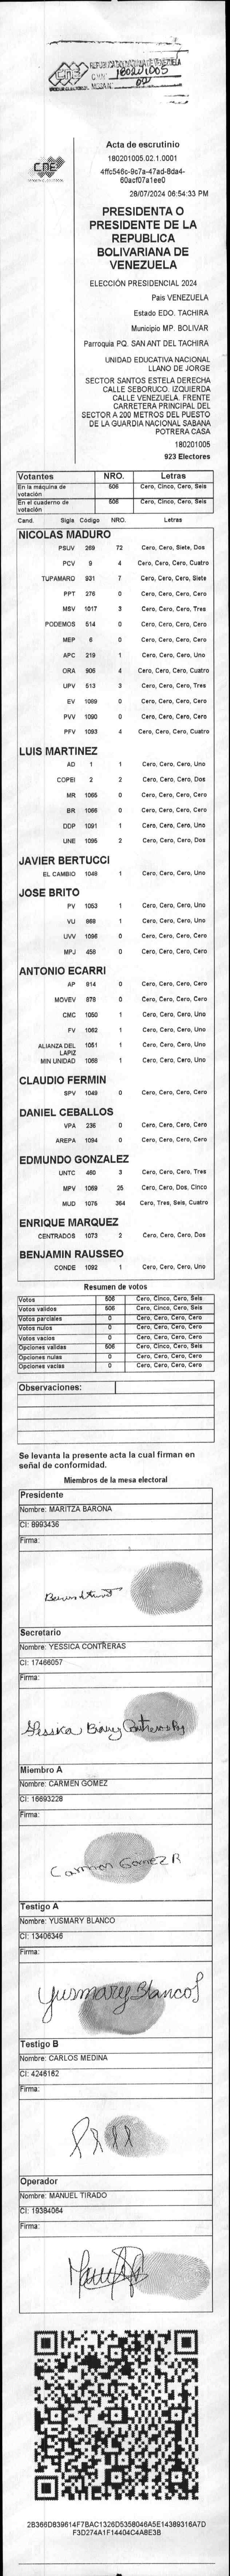 CNE
REPUBLICA BOLIVARIANA DE VENEZUELA
180201005
02
CNE
Acta de escrutinio
180201005.02.1.0001
4ffc546c-9c7a-47ad-8da4-
60acf07a1ee0
28/07/2024 06:54:33 PM
PRESIDENTA O
PRESIDENTE DE LA
REPUBLICA
BOLIVARIANA DE
VENEZUELA
ELECCIÓN PRESIDENCIAL 2024
País VENEZUELA
Estado EDO. TACHIRA
Municipio MP. BOLIVAR
Parroquia PQ. SAN ANT DEL TACHIRA
UNIDAD EDUCATIVA NACIONAL
LLANO DE JORGE
SECTOR SANTOS ESTELA DERECHA
CALLE SEBORUCO. IZQUIERDA
CALLE VENEZUELA. FRENTE
CARRETERA PRINCIPAL DEL
SECTOR A 200 METROS DEL PUESTO
DE LA GUARDIA NACIONAL SABANA
POTRERA CASA
180201005
923 Electores
Votantes NRO. Letras
En la máquina de votación 506 Cero, Cinco, Cero, Seis
En el cuaderno de votación 506 Cero, Cinco, Cero, Seis
Cand. Sigla Código NRO. Letras
NICOLAS MADURO
PSUV 269 72 Cero, Cero, Siete, Dos
PCV 9 4 Cero, Cero, Cero, Cuatro
TUPAMARO 931 7 Cero, Cero, Cero, Siete
PPT 276 0 Cero, Cero, Cero, Cero
MSV 1017 3 Cero, Cero, Cero, Tres
PODEMOS 514 0 Cero, Cero, Cero, Cero
MEP 6 0 Cero, Cero, Cero, Cero
APC 219 1 Cero, Cero, Cero, Uno
ORA 906 4 Cero, Cero, Cero, Cuatro
UPV 513 3 Cero, Cero, Cero, Tres
EV 1089 0 Cero, Cero, Cero, Cero
PVV 1090 0 Cero, Cero, Cero, Cero
PFV 1093 4 Cero, Cero, Cero, Cuatro
LUIS MARTINEZ
AD 1 1 Cero, Cero, Cero, Uno
COPEI 2 2 Cero, Cero, Cero, Dos
MR 1065 0 Cero, Cero, Cero, Cero
BR 1066 0 Cero, Cero, Cero, Cero
DDP 1091 1 Cero, Cero, Cero, Uno
UNE 1095 2 Cero, Cero, Cero, Dos
JAVIER BERTUCCI
EL CAMBIO 1048 1 Cero, Cero, Cero, Uno
JOSE BRITO
PV 1053 1 Cero, Cero, Cero, Uno
VU 868 1 Cero, Cero, Cero, Uno
UVV 1096 0 Cero, Cero, Cero, Cero
MPJ 458 0 Cero, Cero, Cero, Cero
ANTONIO ECARRI
AP 914 0 Cero, Cero, Cero, Cero
MOVEV 879 0 Cero, Cero, Cero, Cero
CMC 1050 1 Cero, Cero, Cero, Uno
FV 1062 1 Cero, Cero, Cero, Uno
ALIANZA DEL LAPIZ 1051 1 Cero, Cero, Cero, Uno
MIN UNIDAD 1068 1 Cero, Cero, Cero, Uno
CLAUDIO FERMIN
SPV 1049 0 Cero, Cero, Cero, Cero
DANIEL CEBALLOS
VPA 236 0 Cero, Cero, Cero, Cero
AREPA 1094 0 Cero, Cero, Cero, Cero
EDMUNDO GONZALEZ
UNTC 460 3 Cero, Cero, Cero, Tres
MPV 1069 25 Cero, Cero, Dos, Cinco
MUD 1075 364 Cero, Tres, Seis, Cuatro
ENRIQUE MARQUEZ
CENTRADOS 1073 2 Cero, Cero, Cero, Dos
BENJAMIN RAUSSEO
CONDE 1092 1 Cero, Cero, Cero, Uno
Resumen de votos
Votos 506 Cero, Cinco, Cero, Seis
Votos validos 506 Cero, Cinco, Cero, Seis
Votos parciales 0 Cero, Cero, Cero, Cero
Votos nulos 0 Cero, Cero, Cero, Cero
Votos vacios 0 Cero, Cero, Cero, Cero
Opciones validas 506 Cero, Cinco, Cero, Seis
Opciones nulas 0 Cero, Cero, Cero, Cero
Opciones vacias 0 Cero, Cero, Cero, Cero
Observaciones:
Se levanta la presente acta la cual firman en
señal de conformidad.
Miembros de la mesa electoral
Presidente
Nombre: MARITZA BARONA
CI: 8993436
Firma:
Secretario
Nombre: YESSICA CONTRERAS
CI: 17466057
Firma:
Miembro A
Nombre: CARMEN GOMEZ
CI: 16693228
Firma:
Carmen Gomez R
Testigo A
Nombre: YUSMARY BLANCO
CI: 13406346
Firma:
Yusmary Blanco
Testigo B
Nombre: CARLOS MEDINA
CI: 4246162
Firma:
Operador
Nombre: MANUEL TIRADO
CI: 19384064
Firma:
2B366D839614F7BAC1326D5358046A5E14389316A7D
F3D274A1F14404C4A8E3B